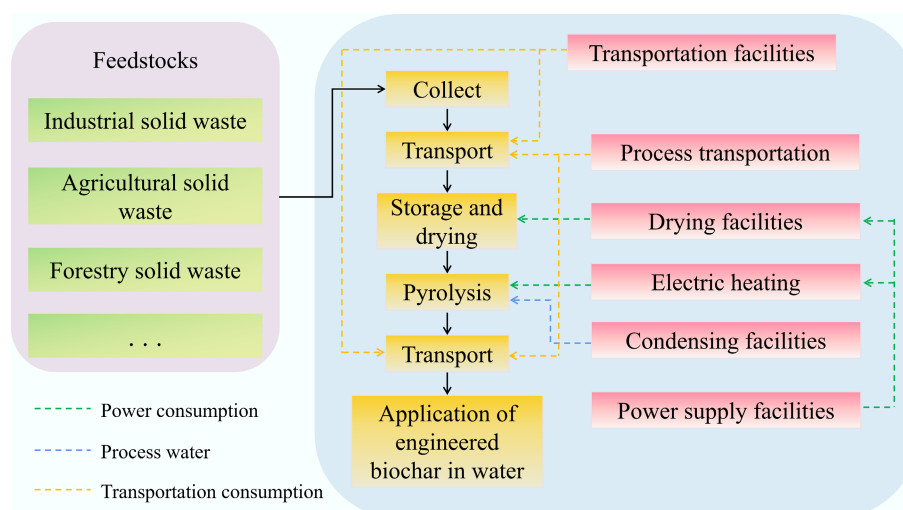 Feedstocks
Industrial solid waste
Agricultural solid
waste
Forestry solid waste
. . .
Power consumption
Process water
Transportation consumption
Collect
Transport
Storage and
drying
Pyrolysis
Transport
Application of
engineered
biochar in water
Transportation facilities
Process transportation
Drying facilities
Electric heating
Condensing facilities
Power supply facilities